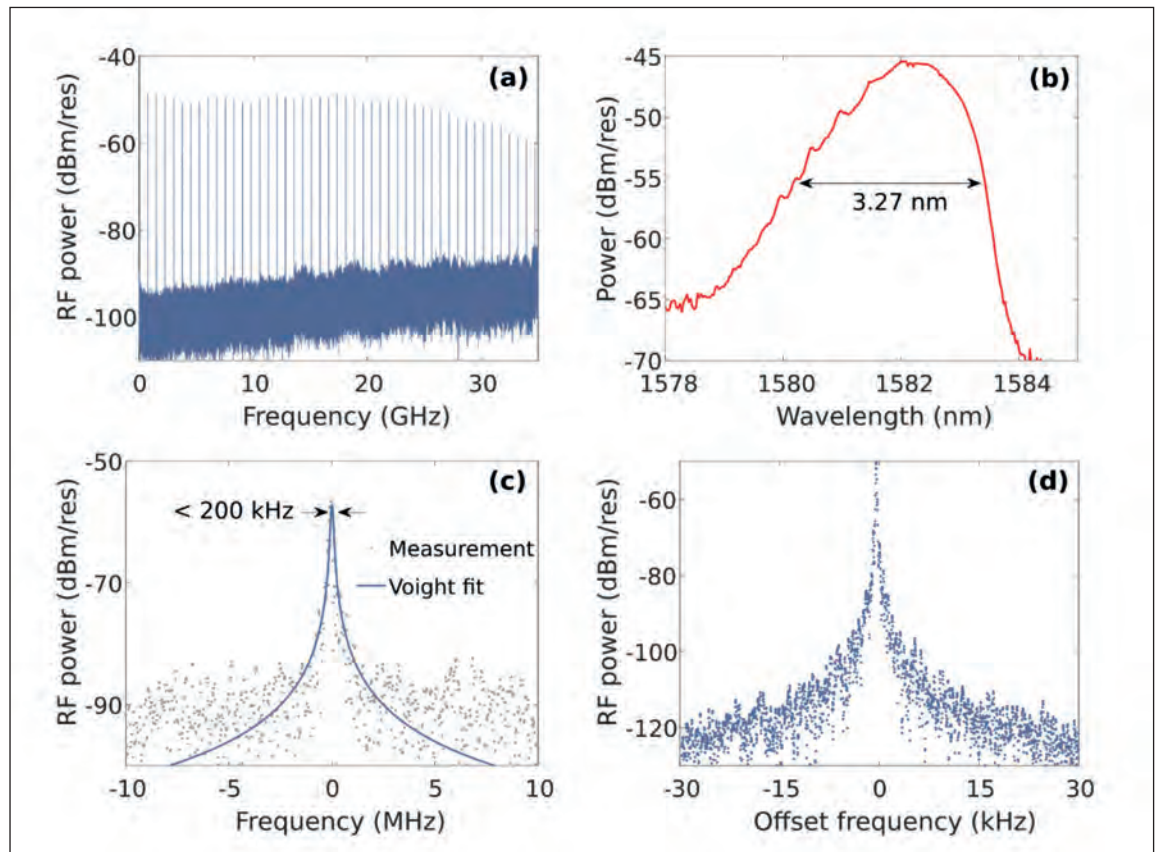 (a)
RF power (dBm/res)
-40
-60
-80
-100
0 10 20 30
Frequency (GHz)
(b)
Power (dBm/res)
-45
-50
-55
-60
-65
-70
3.27 nm
1578 1580 1582 1584
Wavelength (nm)
(c)
RF power (dBm/res)
-50
-70
-90
< 200 kHz
Measurement
Voight fit
-10 -5 0 5 10
Frequency (MHz)
(d)
RF power (dBm/res)
-60
-80
-100
-120
-30 -15 0 15 30
Offset frequency (kHz)